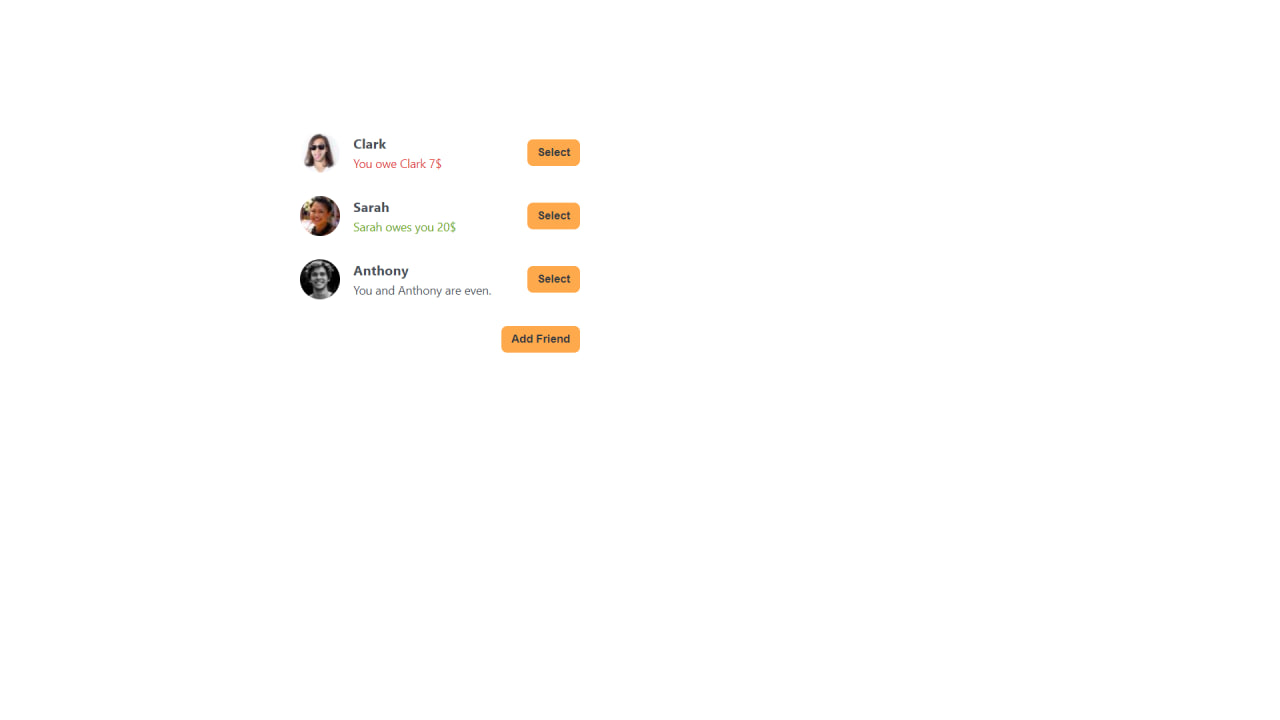 Clark
You owe Clark 7$
Select
Sarah
Sarah owes you 20$
Select
Anthony
You and Anthony are even.
Select
Add Friend